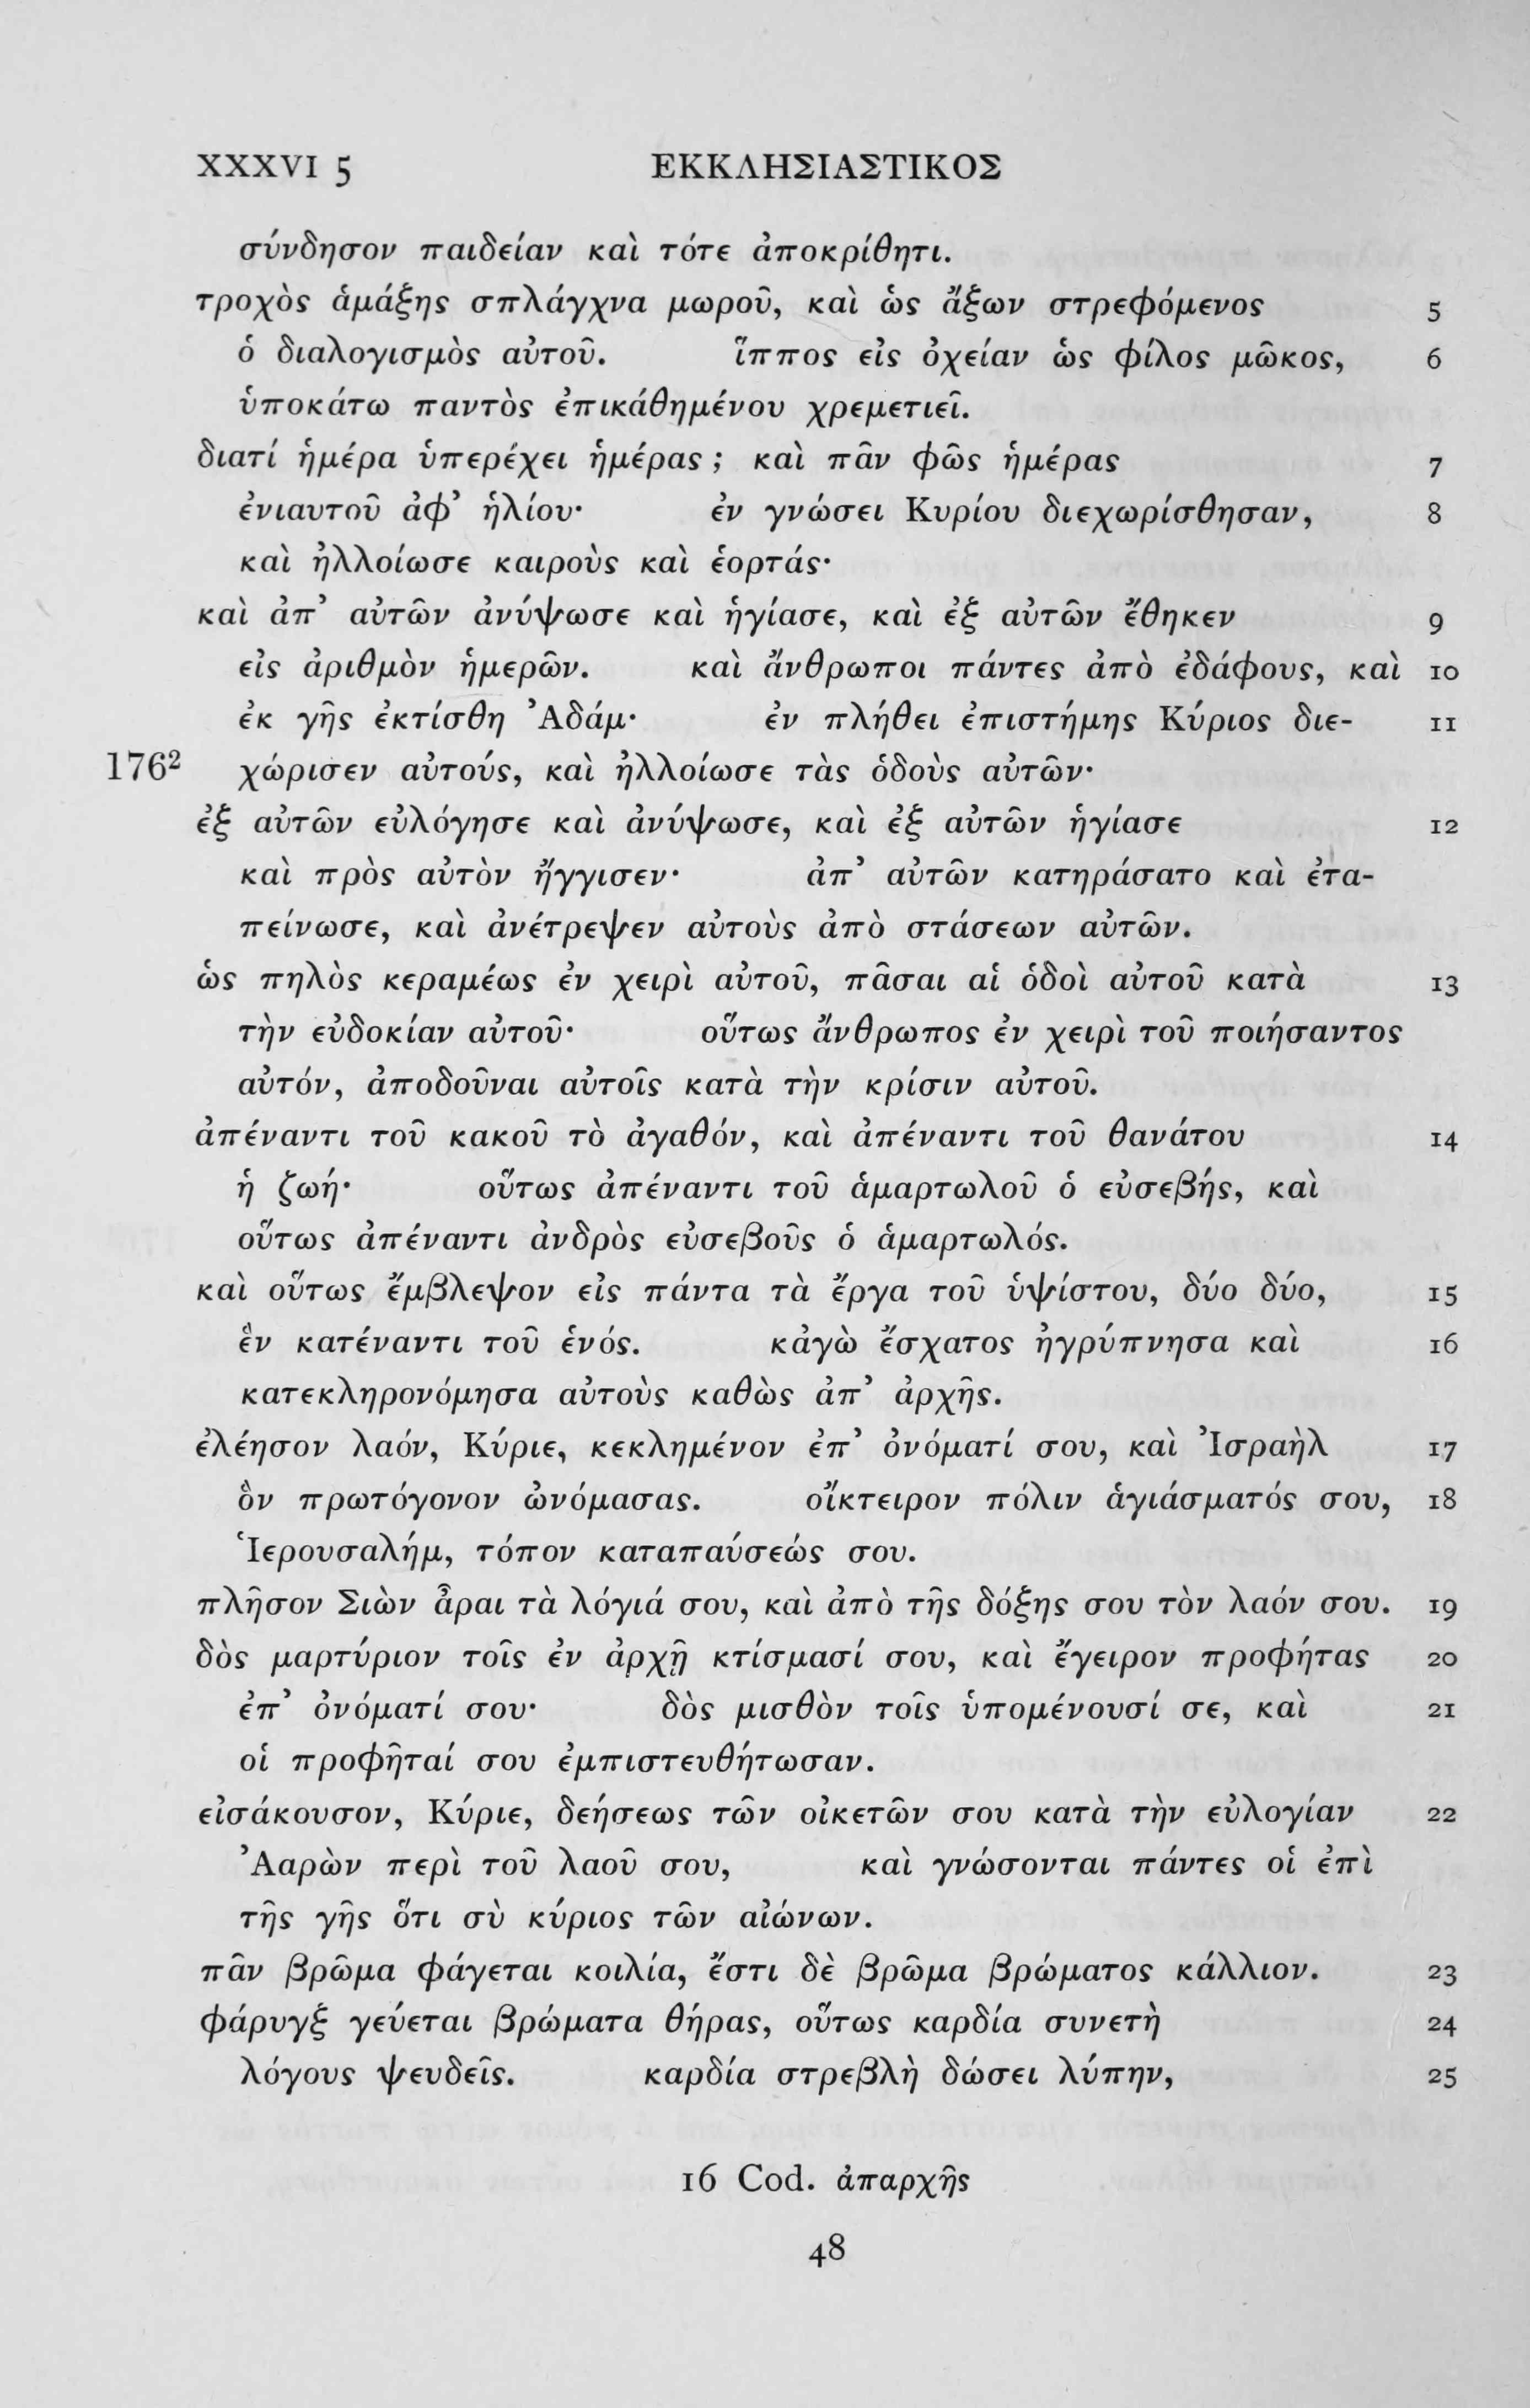 XXXVI 5 ΕΚΚΛΗΣΙΑΣΤΙΚΟΣ
σύνδησον παιδείαν καὶ τότε ἀποκρίθητι.
τροχὸς ἁμάξης σπλάγχνα μωροῦ, καὶ ὡς ἄξων στρεφόμενος 5
ὁ διαλογισμὸς αὐτοῦ. ἵππος εἰς ὀχείαν ὡς φίλος μῶκος, 6
ὑποκάτω παντὸς ἐπικάθημένου χρεμετιεῖ.
διατί ἡμέρα ὑπερέχει ἡμέρας ; καὶ πᾶν φῶς ἡμέρας 7
ἐνιαυτοῦ ἀφ’ ἡλίου· ἐν γνώσει Κυρίου διεχωρίσθησαν, 8
καὶ ἠλλοίωσε καιροὺς καὶ ἑορτάς·
καὶ ἀπ’ αὐτῶν ἀνύψωσε καὶ ἡγίασε, καὶ ἐξ αὐτῶν ἔθηκεν 9
εἰς ἀριθμὸν ἡμερῶν. καὶ ἄνθρωποι πάντες ἀπὸ ἐδάφους, καὶ 10
ἐκ γῆς ἐκτίσθη Ἀδάμ· ἐν πλήθει ἐπιστήμης Κύριος διε- 11
176² χώρισεν αὐτούς, καὶ ἠλλοίωσε τὰς ὁδοὺς αὐτῶν·
ἐξ αὐτῶν εὐλόγησε καὶ ἀνύψωσε, καὶ ἐξ αὐτῶν ἡγίασε 12
καὶ πρὸς αὐτὸν ἤγγισεν· ἀπ’ αὐτῶν κατηράσατο καὶ ἐτα-
πείνωσε, καὶ ἀνέτρεψεν αὐτοὺς ἀπὸ στάσεων αὐτῶν.
ὡς πηλὸς κεραμέως ἐν χειρὶ αὐτοῦ, πᾶσαι αἱ ὁδοὶ αὐτοῦ κατὰ 13
τὴν εὐδοκίαν αὐτοῦ· οὕτως ἄνθρωπος ἐν χειρὶ τοῦ ποιήσαντος
αὐτόν, ἀποδοῦναι αὐτοῖς κατὰ τὴν κρίσιν αὐτοῦ.
ἀπέναντι τοῦ κακοῦ τὸ ἀγαθόν, καὶ ἀπέναντι τοῦ θανάτου 14
ἡ ζωή· οὕτως ἀπέναντι τοῦ ἁμαρτωλοῦ ὁ εὐσεβής, καὶ
οὕτως ἀπέναντι ἀνδρὸς εὐσεβοῦς ὁ ἁμαρτωλός.
καὶ οὕτως ἔμβλεψον εἰς πάντα τὰ ἔργα τοῦ ὑψίστου, δύο δύο, 15
ἓν κατέναντι τοῦ ἑνός. κἀγὼ ἔσχατος ἠγρύπνησα καὶ 16
κατεκληρονόμησα αὐτοὺς καθὼς ἀπ’ ἀρχῆς.
ἐλέησον λαόν, Κύριε, κεκλημένον ἐπ’ ὀνόματί σου, καὶ Ἰσραὴλ 17
ὃν πρωτόγονον ὠνόμασας. οἴκτειρον πόλιν ἁγιάσματός σου, 18
Ἱερουσαλήμ, τόπον καταπαύσεώς σου.
πλῆσον Σιὼν ἆραι τὰ λόγιά σου, καὶ ἀπὸ τῆς δόξης σου τὸν λαόν σου. 19
δὸς μαρτύριον τοῖς ἐν ἀρχῇ κτίσμασί σου, καὶ ἔγειρον προφήτας 20
ἐπ’ ὀνόματί σου· δὸς μισθὸν τοῖς ὑπομένουσί σε, καὶ 21
οἱ προφῆταί σου ἐμπιστευθήτωσαν.
εἰσάκουσον, Κύριε, δεήσεως τῶν οἰκετῶν σου κατὰ τὴν εὐλογίαν 22
Ἀαρὼν περὶ τοῦ λαοῦ σου, καὶ γνώσονται πάντες οἱ ἐπὶ
τῆς γῆς ὅτι σὺ κύριος τῶν αἰώνων.
πᾶν βρῶμα φάγεται κοιλία, ἔστι δὲ βρῶμα βρώματος κάλλιον. 23
φάρυγξ γεύεται βρώματα θήρας, οὕτως καρδία συνετὴ 24
λόγους ψευδεῖς. καρδία στρεβλὴ δώσει λύπην, 25
16 Cod. ἀπαρχῆς
48